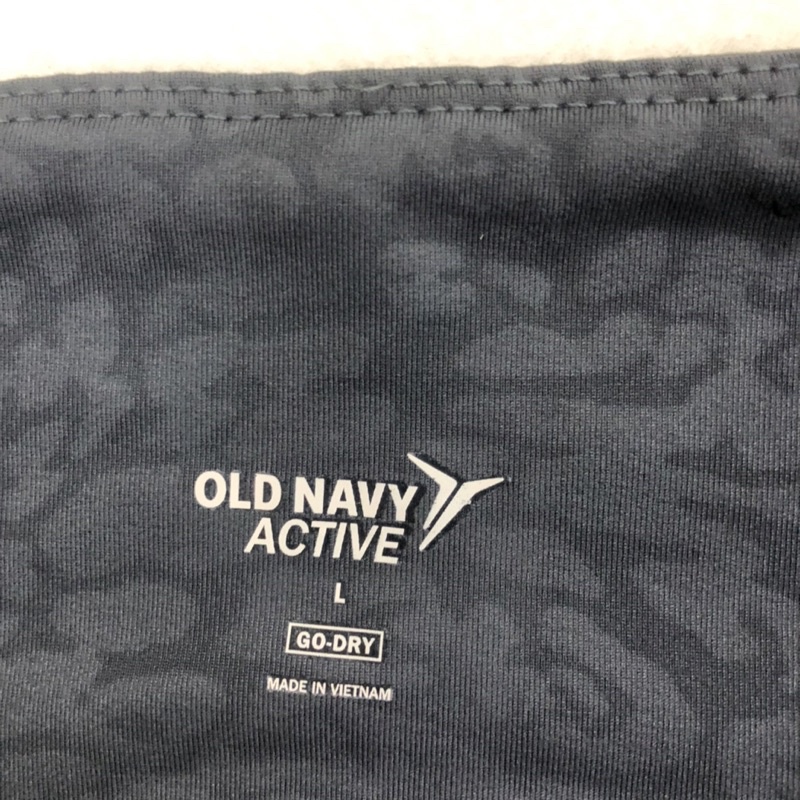 OLD NAVY
ACTIVE
L
GO-DRY
MADE IN VIETNAM